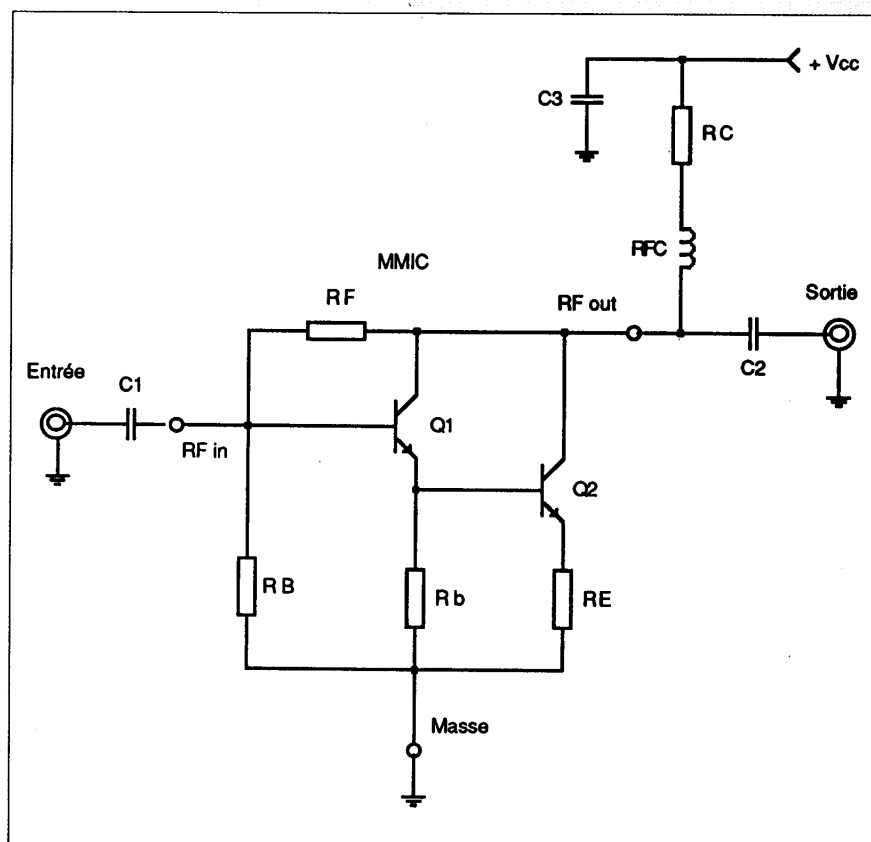 + Vcc
C3
RC
RFC
MMIC
RF
RF out
Sortie
Entrée
C1
C2
Q1
RF in
Q2
RB
Rb
RE
Masse